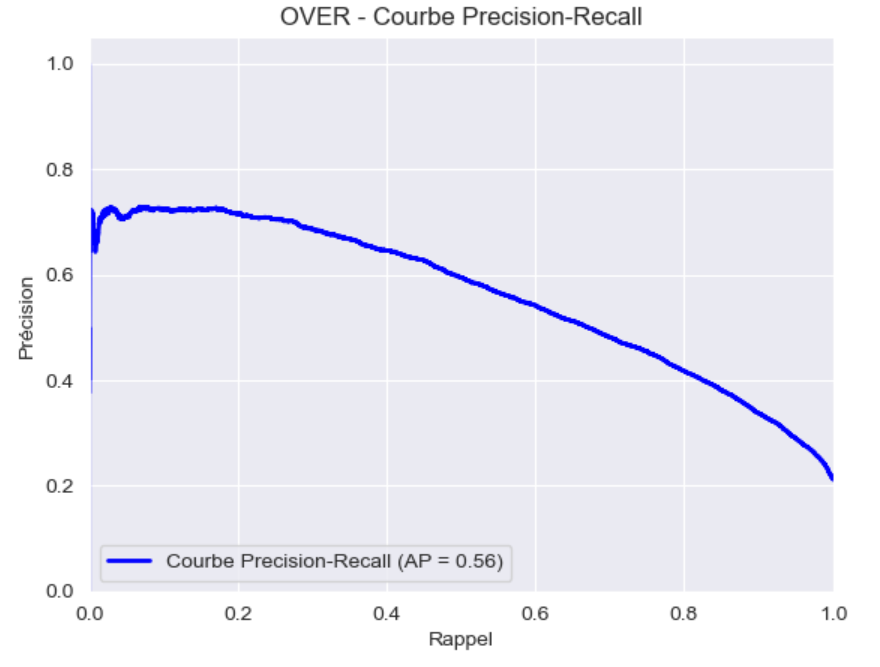 OVER - Courbe Precision-Recall
1.0
0.8
0.6
0.4
0.2
0.0
Précision
Courbe Precision-Recall (AP = 0.56)
0.0 0.2 0.4 0.6 0.8 1.0
Rappel